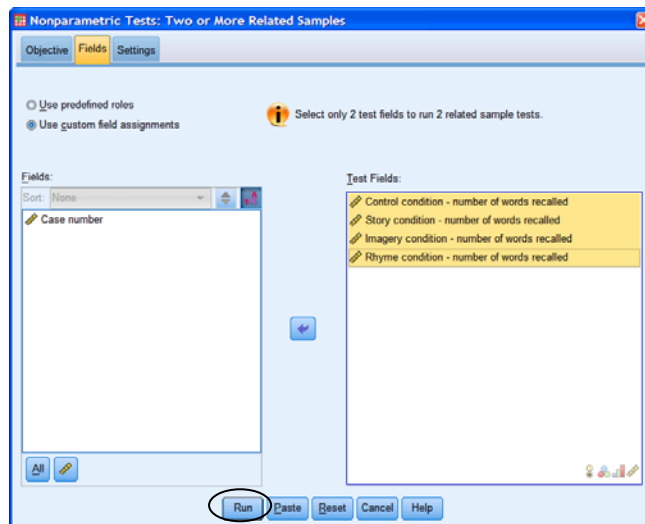 Nonparametric Tests: Two or More Related Samples
Objective Fields Settings
Use predefined roles
Use custom field assignments
Select only 2 test fields to run 2 related sample tests.
Fields:
Sort: None
Case number
All
Test Fields:
Control condition - number of words recalled
Story condition - number of words recalled
Imagery condition - number of words recalled
Rhyme condition - number of words recalled
Run Paste Reset Cancel Help